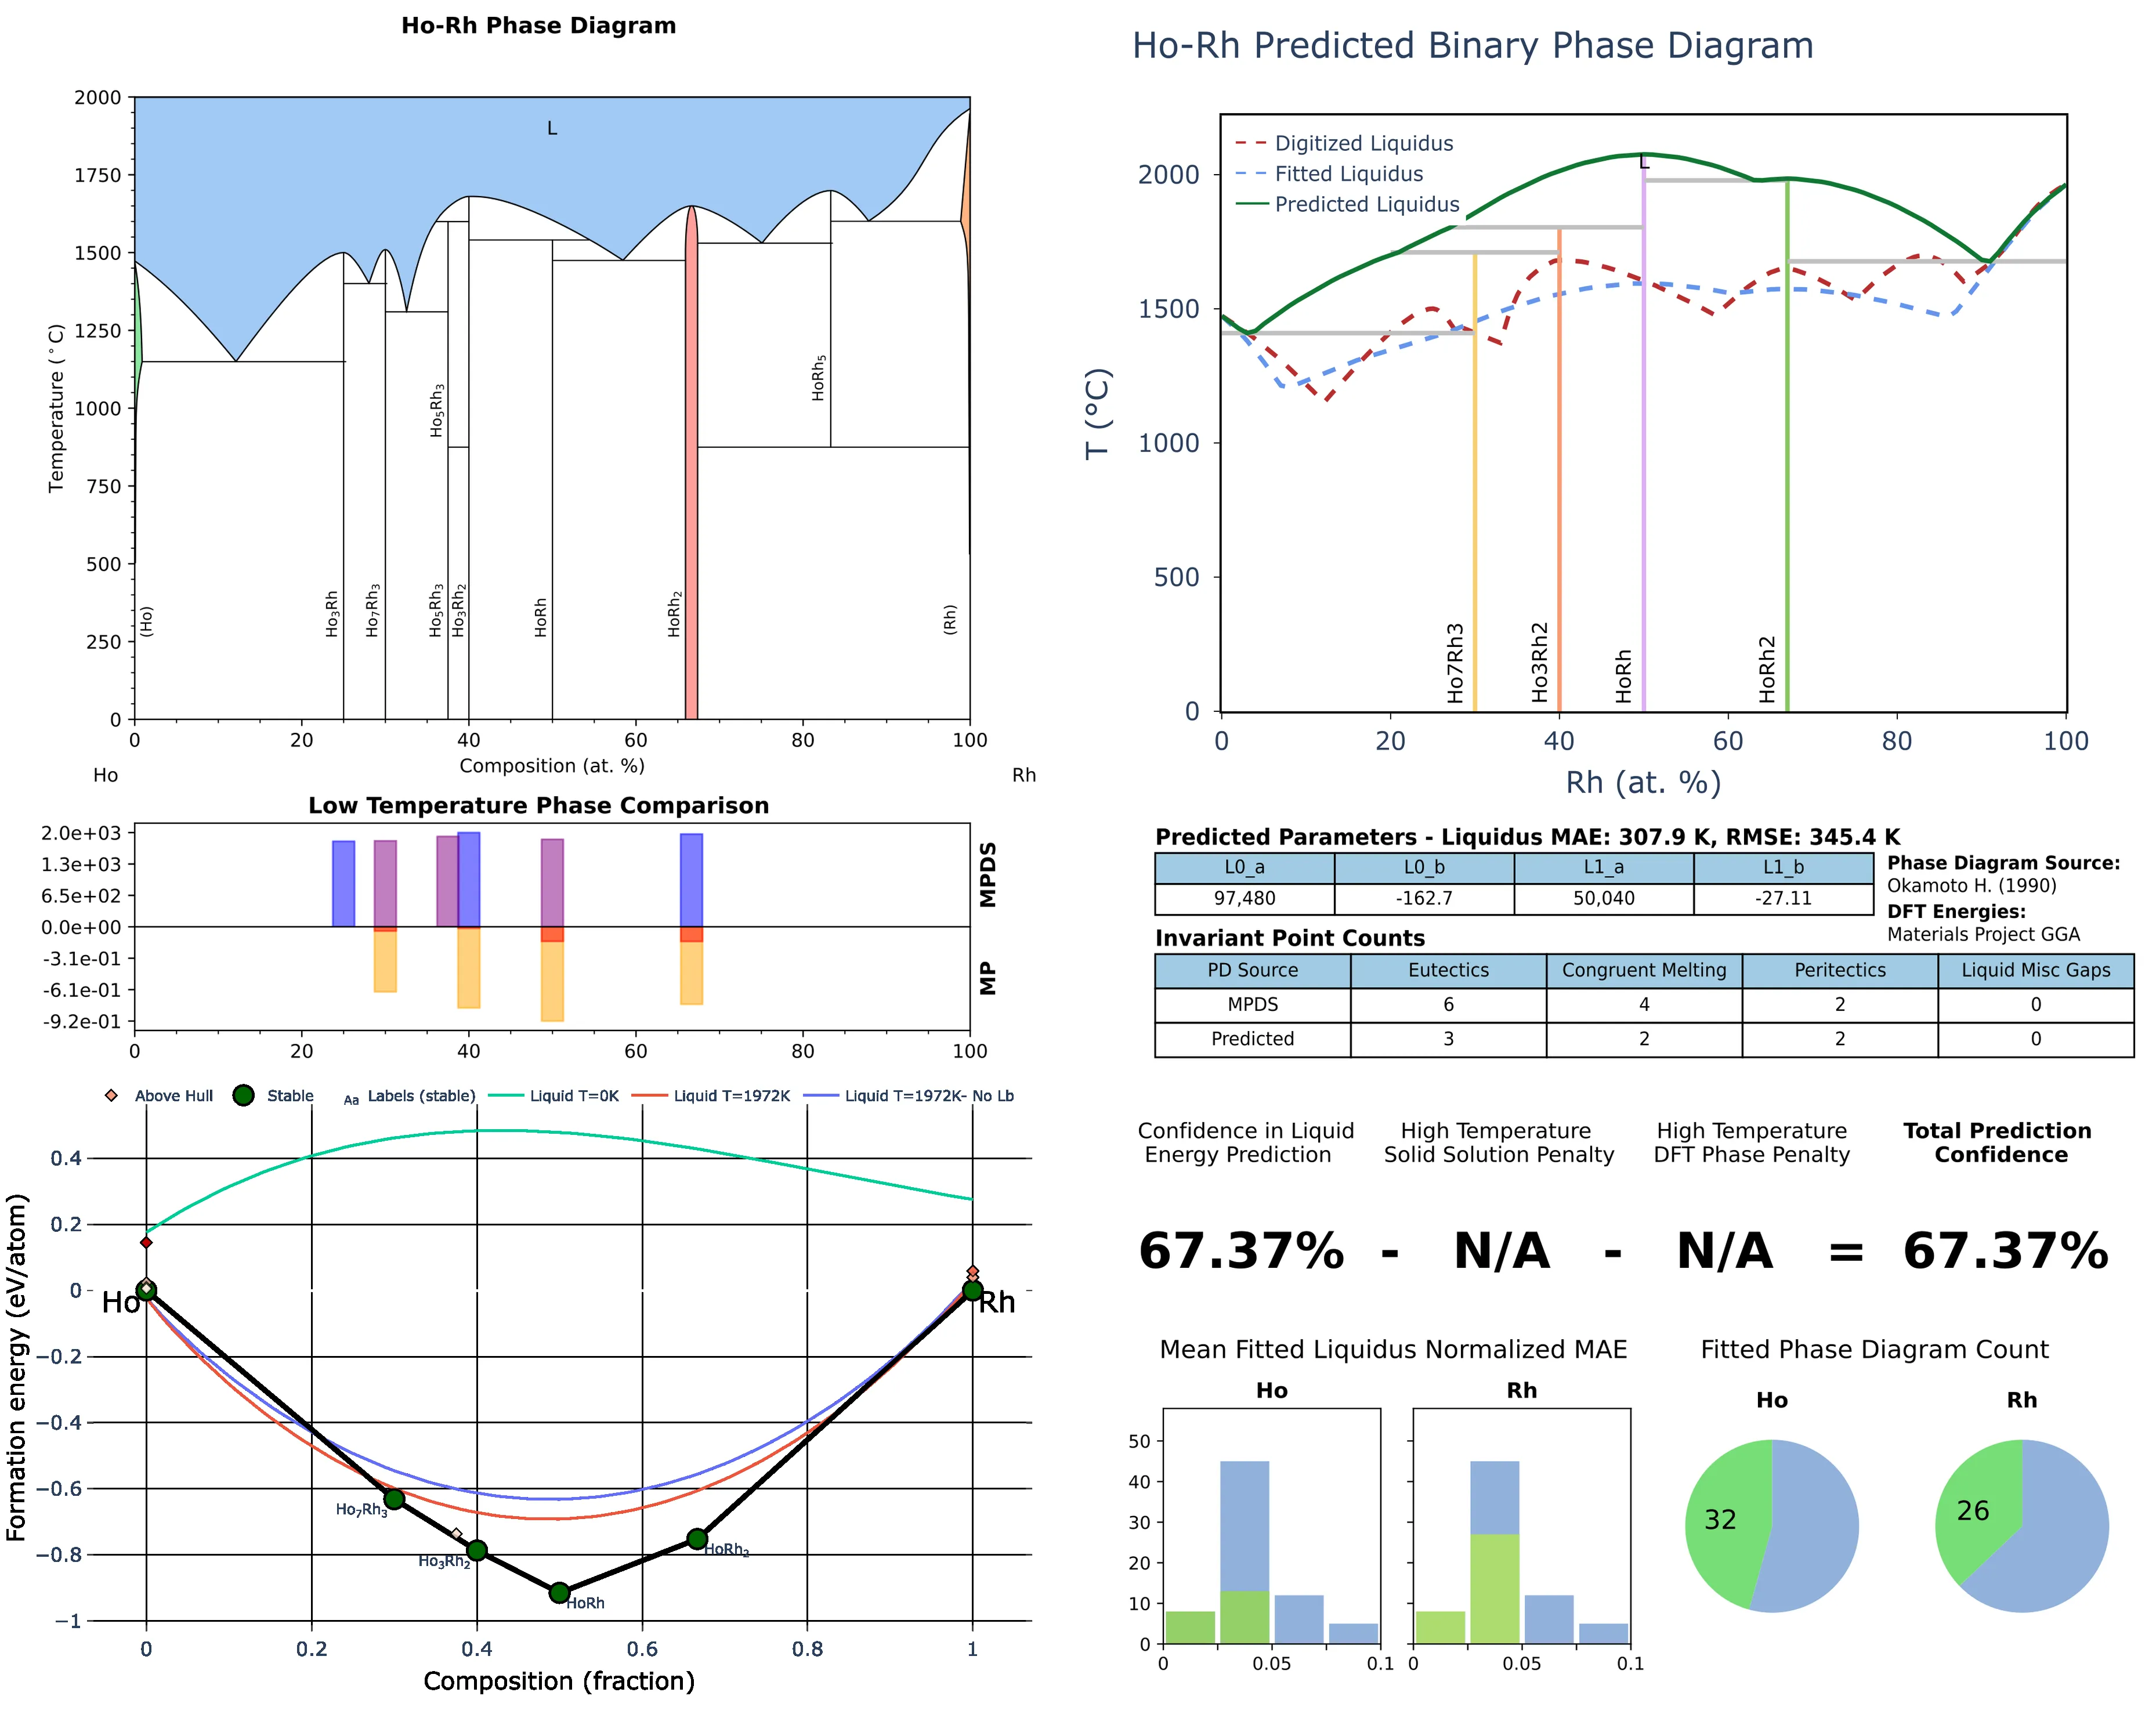 Ho-Rh Phase Diagram
2000
1750
1500
1250
1000
750
500
250
0
Temperature (°C)
L
(Ho)
Ho3Rh
Ho7Rh3
Ho5Rh3
Ho5Rh3
Ho3Rh2
HoRh
HoRh2
HoRh5
(Rh)
0 20 40 60 80 100
Composition (at. %)
Ho Rh
Low Temperature Phase Comparison
2.0e+03
1.3e+03
6.5e+02
0.0e+00
-3.1e-01
-6.1e-01
-9.2e-01
MPDS
MP
0 20 40 60 80 100
Above Hull Stable Aa Labels (stable) Liquid T=0K Liquid T=1972K Liquid T=1972K- No Lb
0.4
0.2
0
−0.2
−0.4
−0.6
−0.8
−1
Formation energy (eV/atom)
Ho Rh
Ho7Rh3
Ho3Rh2
HoRh2
HoRh
0 0.2 0.4 0.6 0.8 1
Composition (fraction)
Ho-Rh Predicted Binary Phase Diagram
Digitized Liquidus
Fitted Liquidus
Predicted Liquidus
L
2000
1500
1000
500
0
T (°C)
Ho7Rh3
Ho3Rh2
HoRh
HoRh2
0 20 40 60 80 100
Rh (at. %)
Predicted Parameters - Liquidus MAE: 307.9 K, RMSE: 345.4 K
L0_a L0_b L1_a L1_b
97,480 -162.7 50,040 -27.11
Phase Diagram Source:
Okamoto H. (1990)
DFT Energies:
Materials Project GGA
Invariant Point Counts
PD Source Eutectics Congruent Melting Peritectics Liquid Misc Gaps
MPDS 6 4 2 0
Predicted 3 2 2 0
Confidence in Liquid Energy Prediction
High Temperature Solid Solution Penalty
High Temperature DFT Phase Penalty
Total Prediction Confidence
67.37% - N/A - N/A = 67.37%
Mean Fitted Liquidus Normalized MAE
Ho Rh
50
40
30
20
10
0
0 0.05 0.1
0 0.05 0.1
Fitted Phase Diagram Count
Ho Rh
32 26